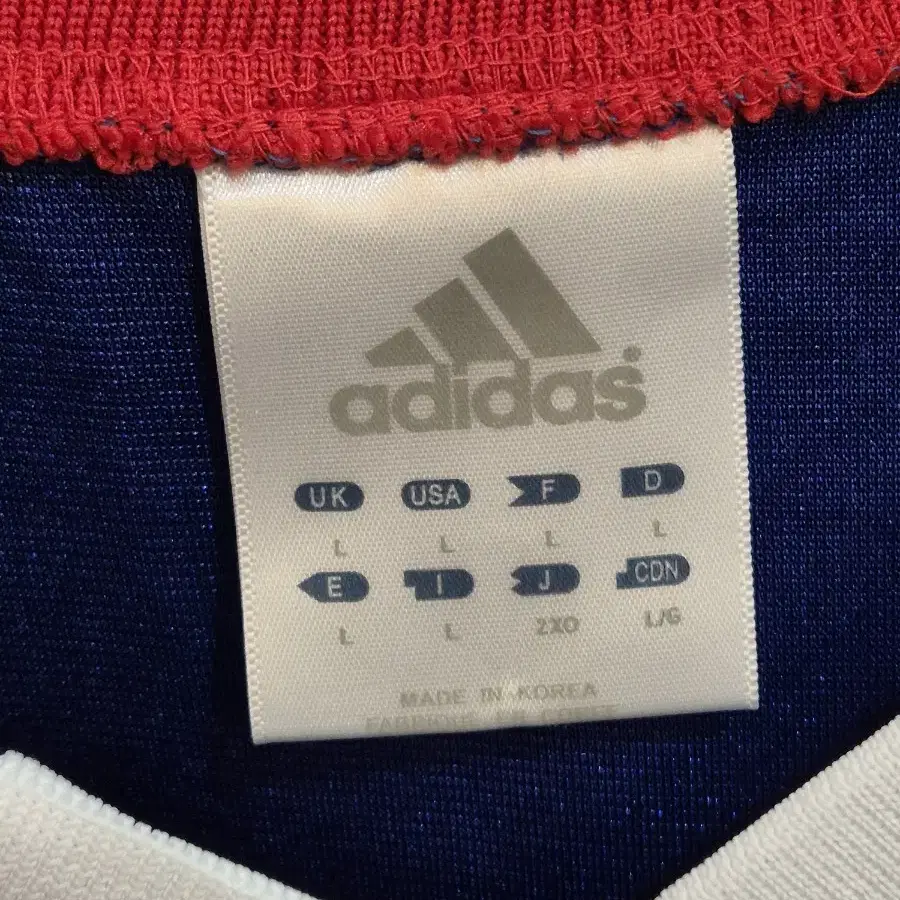 adidas
UK USA F D
L L L L
E I J CDN
L L 2XO L/G
MADE IN KOREA